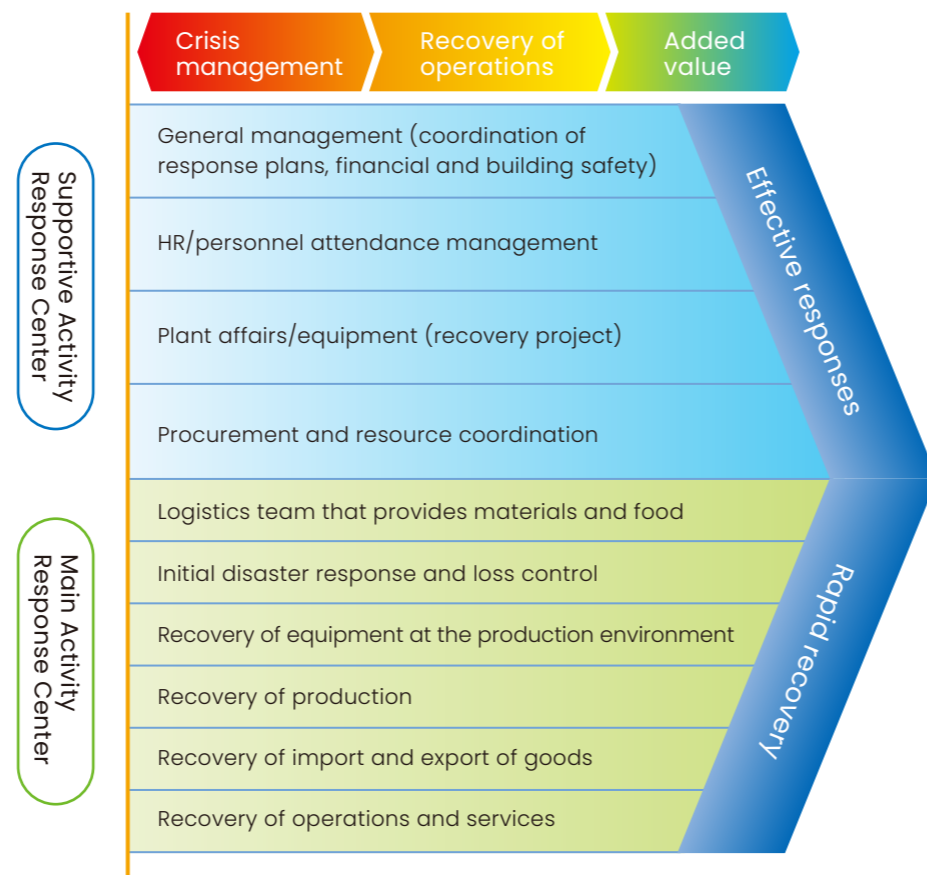 Crisis
management
Recovery of
operations
Added
value
Supportive Activity
Response Center
General management (coordination of
response plans, financial and building safety)
HR/personnel attendance management
Plant affairs/equipment (recovery project)
Procurement and resource coordination
Effective responses
Main Activity
Response Center
Logistics team that provides materials and food
Initial disaster response and loss control
Recovery of equipment at the production environment
Recovery of production
Recovery of import and export of goods
Recovery of operations and services
Rapid recovery